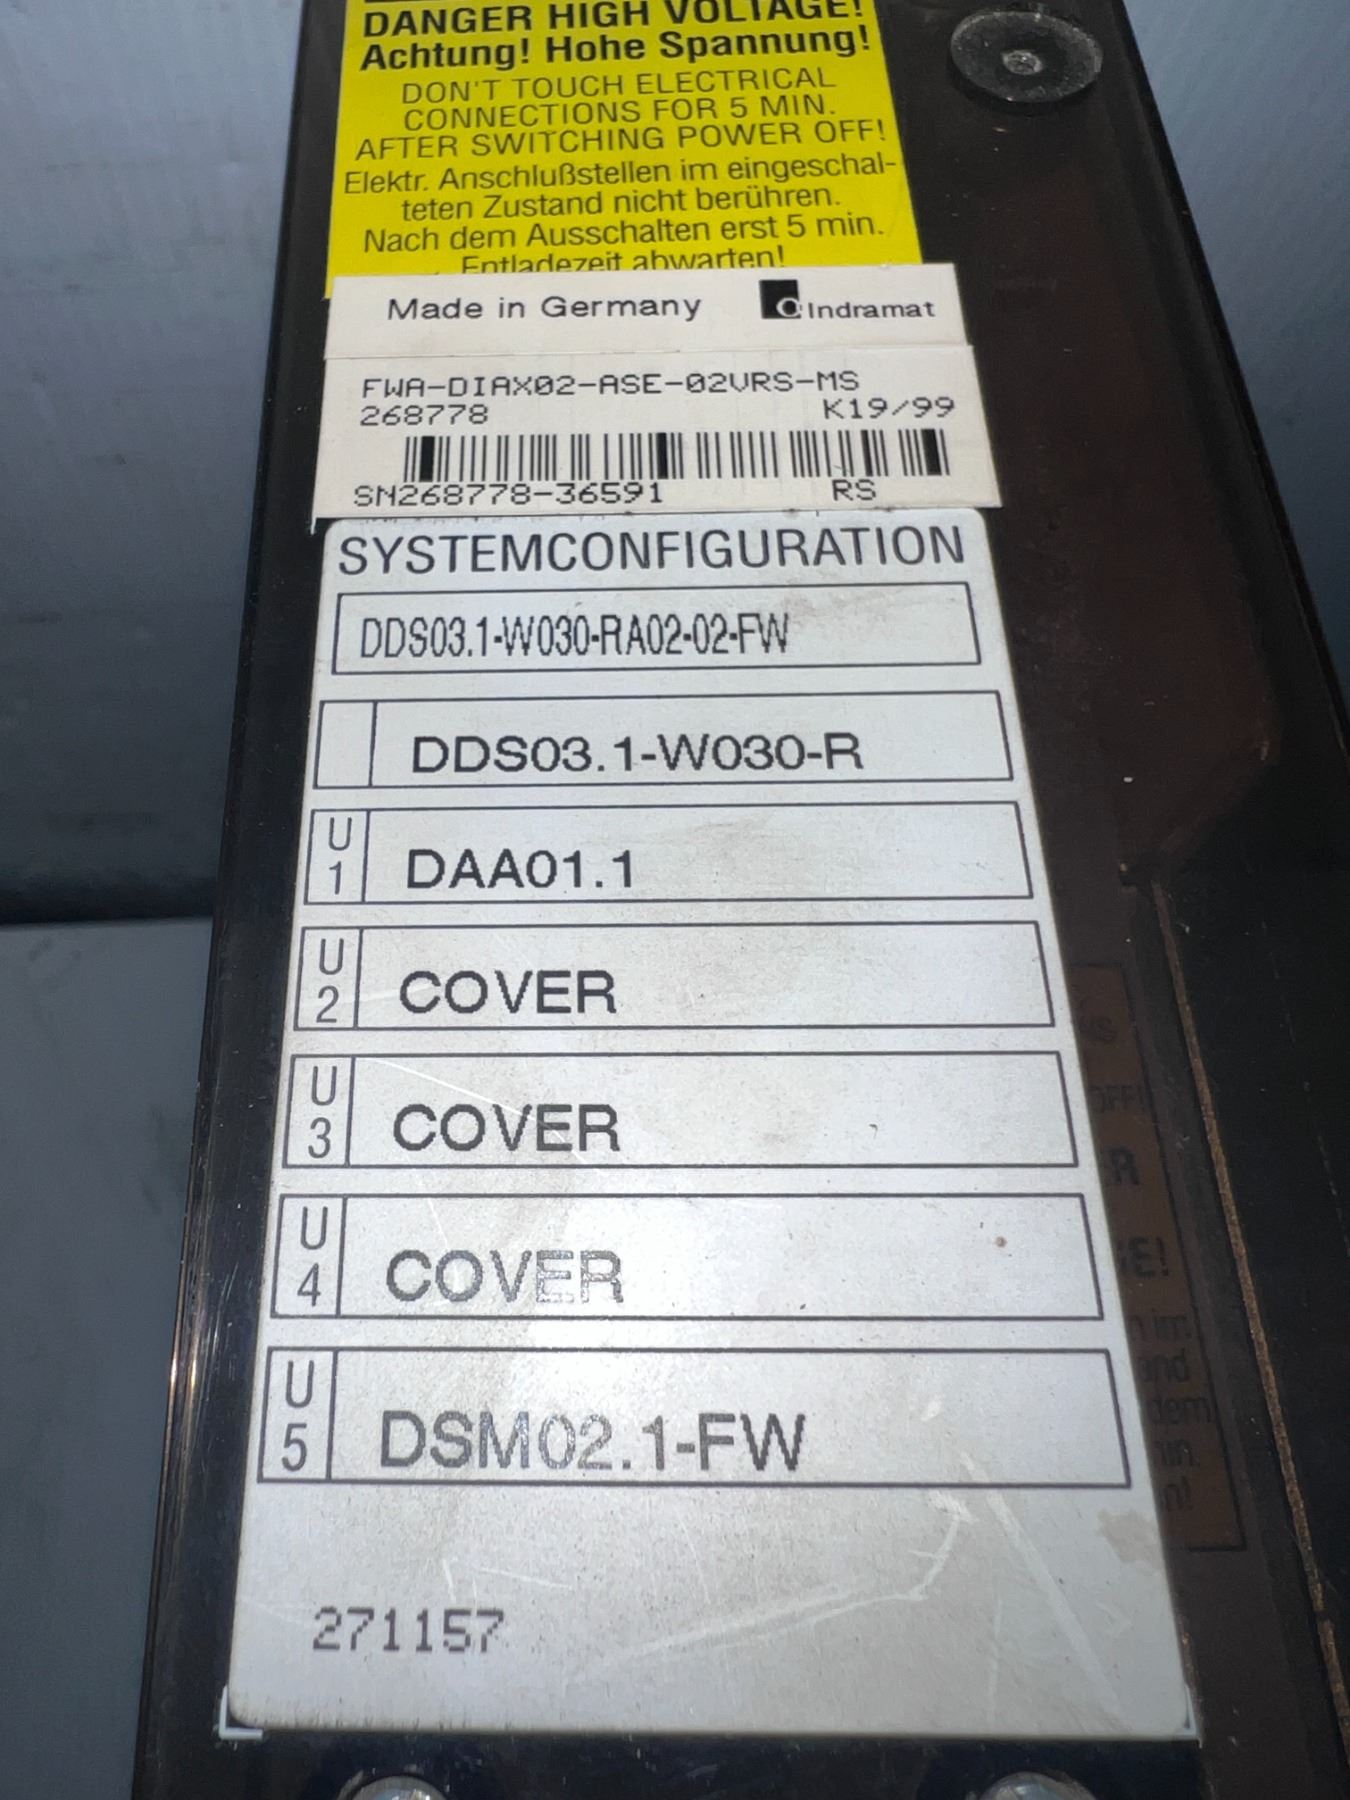 DANGER HIGH VOLTAGE!
Achtung! Hohe Spannung!
DON'T TOUCH ELECTRICAL
CONNECTIONS FOR 5 MIN.
AFTER SWITCHING POWER OFF!
Elektr. Anschlußstellen im eingeschal-
teten Zustand nicht berühren.
Nach dem Ausschalten erst 5 min.
Entladezeit abwarten!
Made in Germany Indramat
FWA-DIAX02-ASE-02VRS-MS
268778 K19/99
SN268778-36591 RS
SYSTEMCONFIGURATION
DDS03.1-W030-RA02-02-FW
DDS03.1-W030-R
U1 DAA01.1
U2 COVER
U3 COVER
U4 COVER
U5 DSM02.1-FW
271157